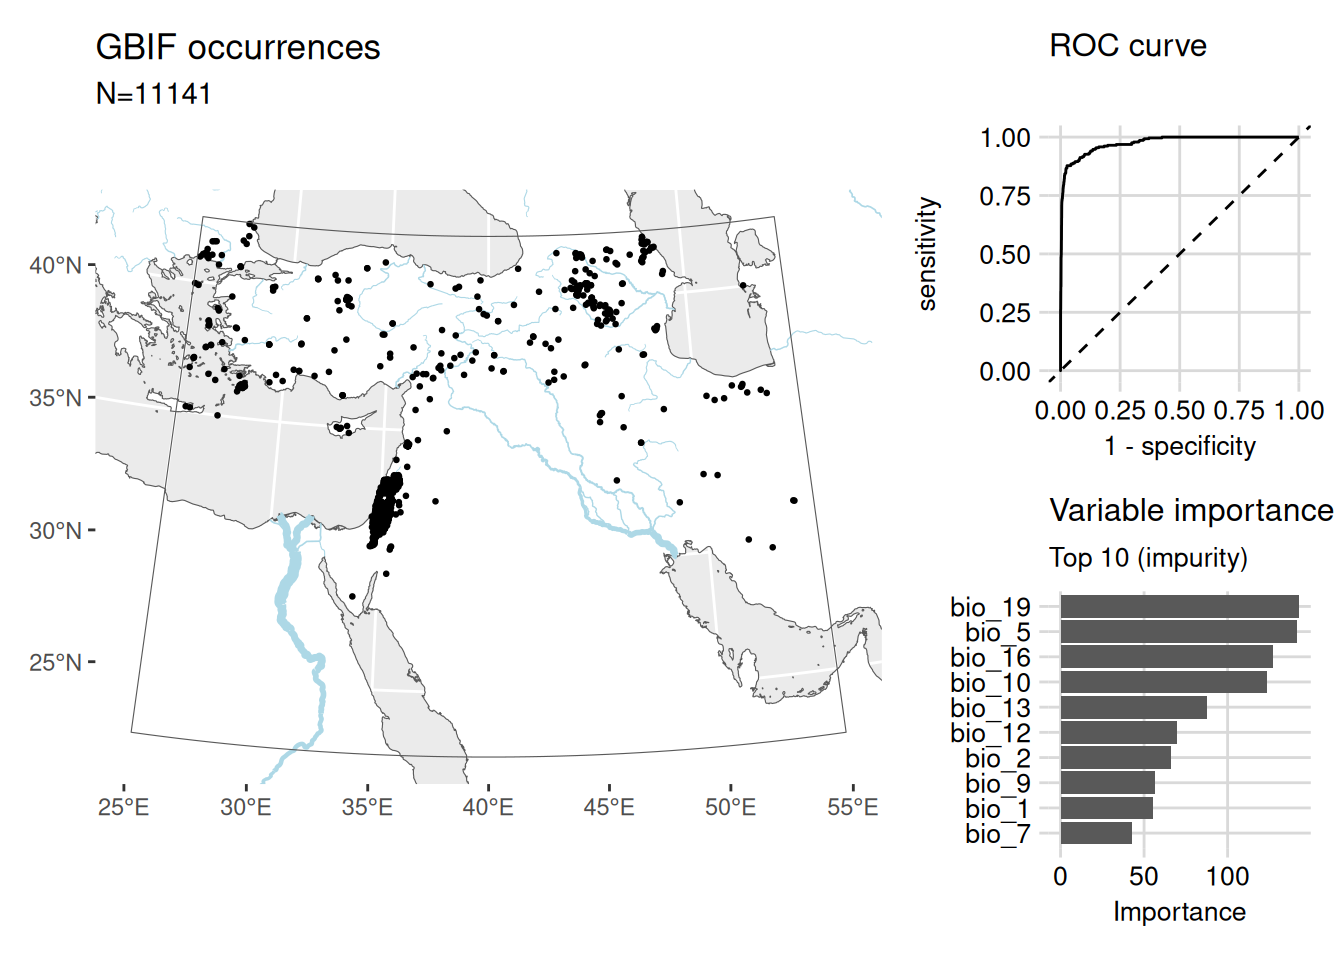 GBIF occurrences
N=11141
40°N
35°N
30°N
25°N
25°E 30°E 35°E 40°E 45°E 50°E 55°E
ROC curve
sensitivity
1.00
0.75
0.50
0.25
0.00
0.00 0.25 0.50 0.75 1.00
1 - specificity
Variable importance
Top 10 (impurity)
bio_19
bio_5
bio_16
bio_10
bio_13
bio_12
bio_2
bio_9
bio_1
bio_7
0 50 100
Importance